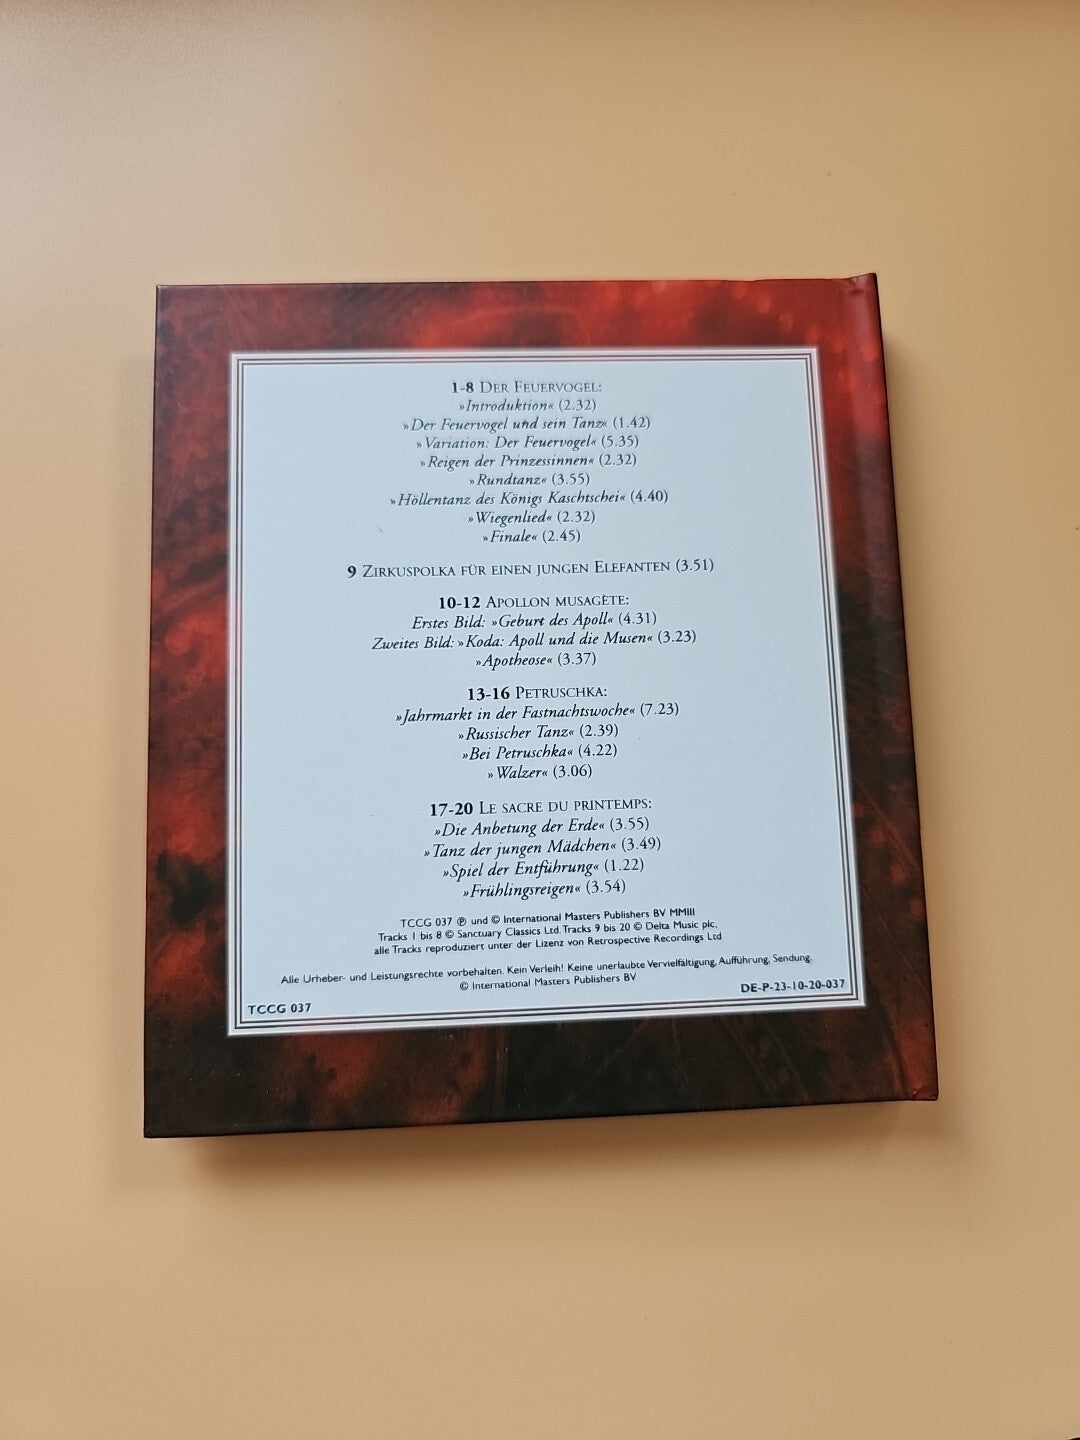 1-8 Der Feuervogel:
»Introduktion« (2.32)
»Der Feuervogel und sein Tanz« (1.42)
»Variation: Der Feuervogel« (5.35)
»Reigen der Prinzessinnen« (2.32)
»Rundtanz« (3.55)
»Höllentanz des Königs Kaschtschei« (4.40)
»Wiegenlied« (2.32)
»Finale« (2.45)
9 Zirkuspolka für einen jungen Elefanten (3.51)
10-12 Apollon musagète:
Erstes Bild: »Geburt des Apoll« (4.31)
Zweites Bild: »Koda: Apoll und die Musen« (3.23)
»Apotheose« (3.37)
13-16 Petruschka:
»Jahrmarkt in der Fastnachtswoche« (7.23)
»Russischer Tanz« (2.39)
»Bei Petruschka« (4.22)
»Walzer« (3.06)
17-20 Le sacre du printemps:
»Die Anbetung der Erde« (3.55)
»Tanz der jungen Mädchen« (3.49)
»Spiel der Entführung« (1.22)
»Frühlingsreigen« (3.54)
TCCG 037 ℗ und © International Masters Publishers BV MMIII
Tracks 1 bis 8 © Sanctuary Classics Ltd. Tracks 9 bis 20 © Delta Music plc,
alle Tracks reproduziert unter der Lizenz von Retrospective Recordings Ltd
Alle Urheber- und Leistungsrechte vorbehalten. Kein Verleih! Keine unerlaubte Vervielfältigung, Aufführung, Sendung.
© International Masters Publishers BV
TCCG 037
DE-P-23-10-20-037